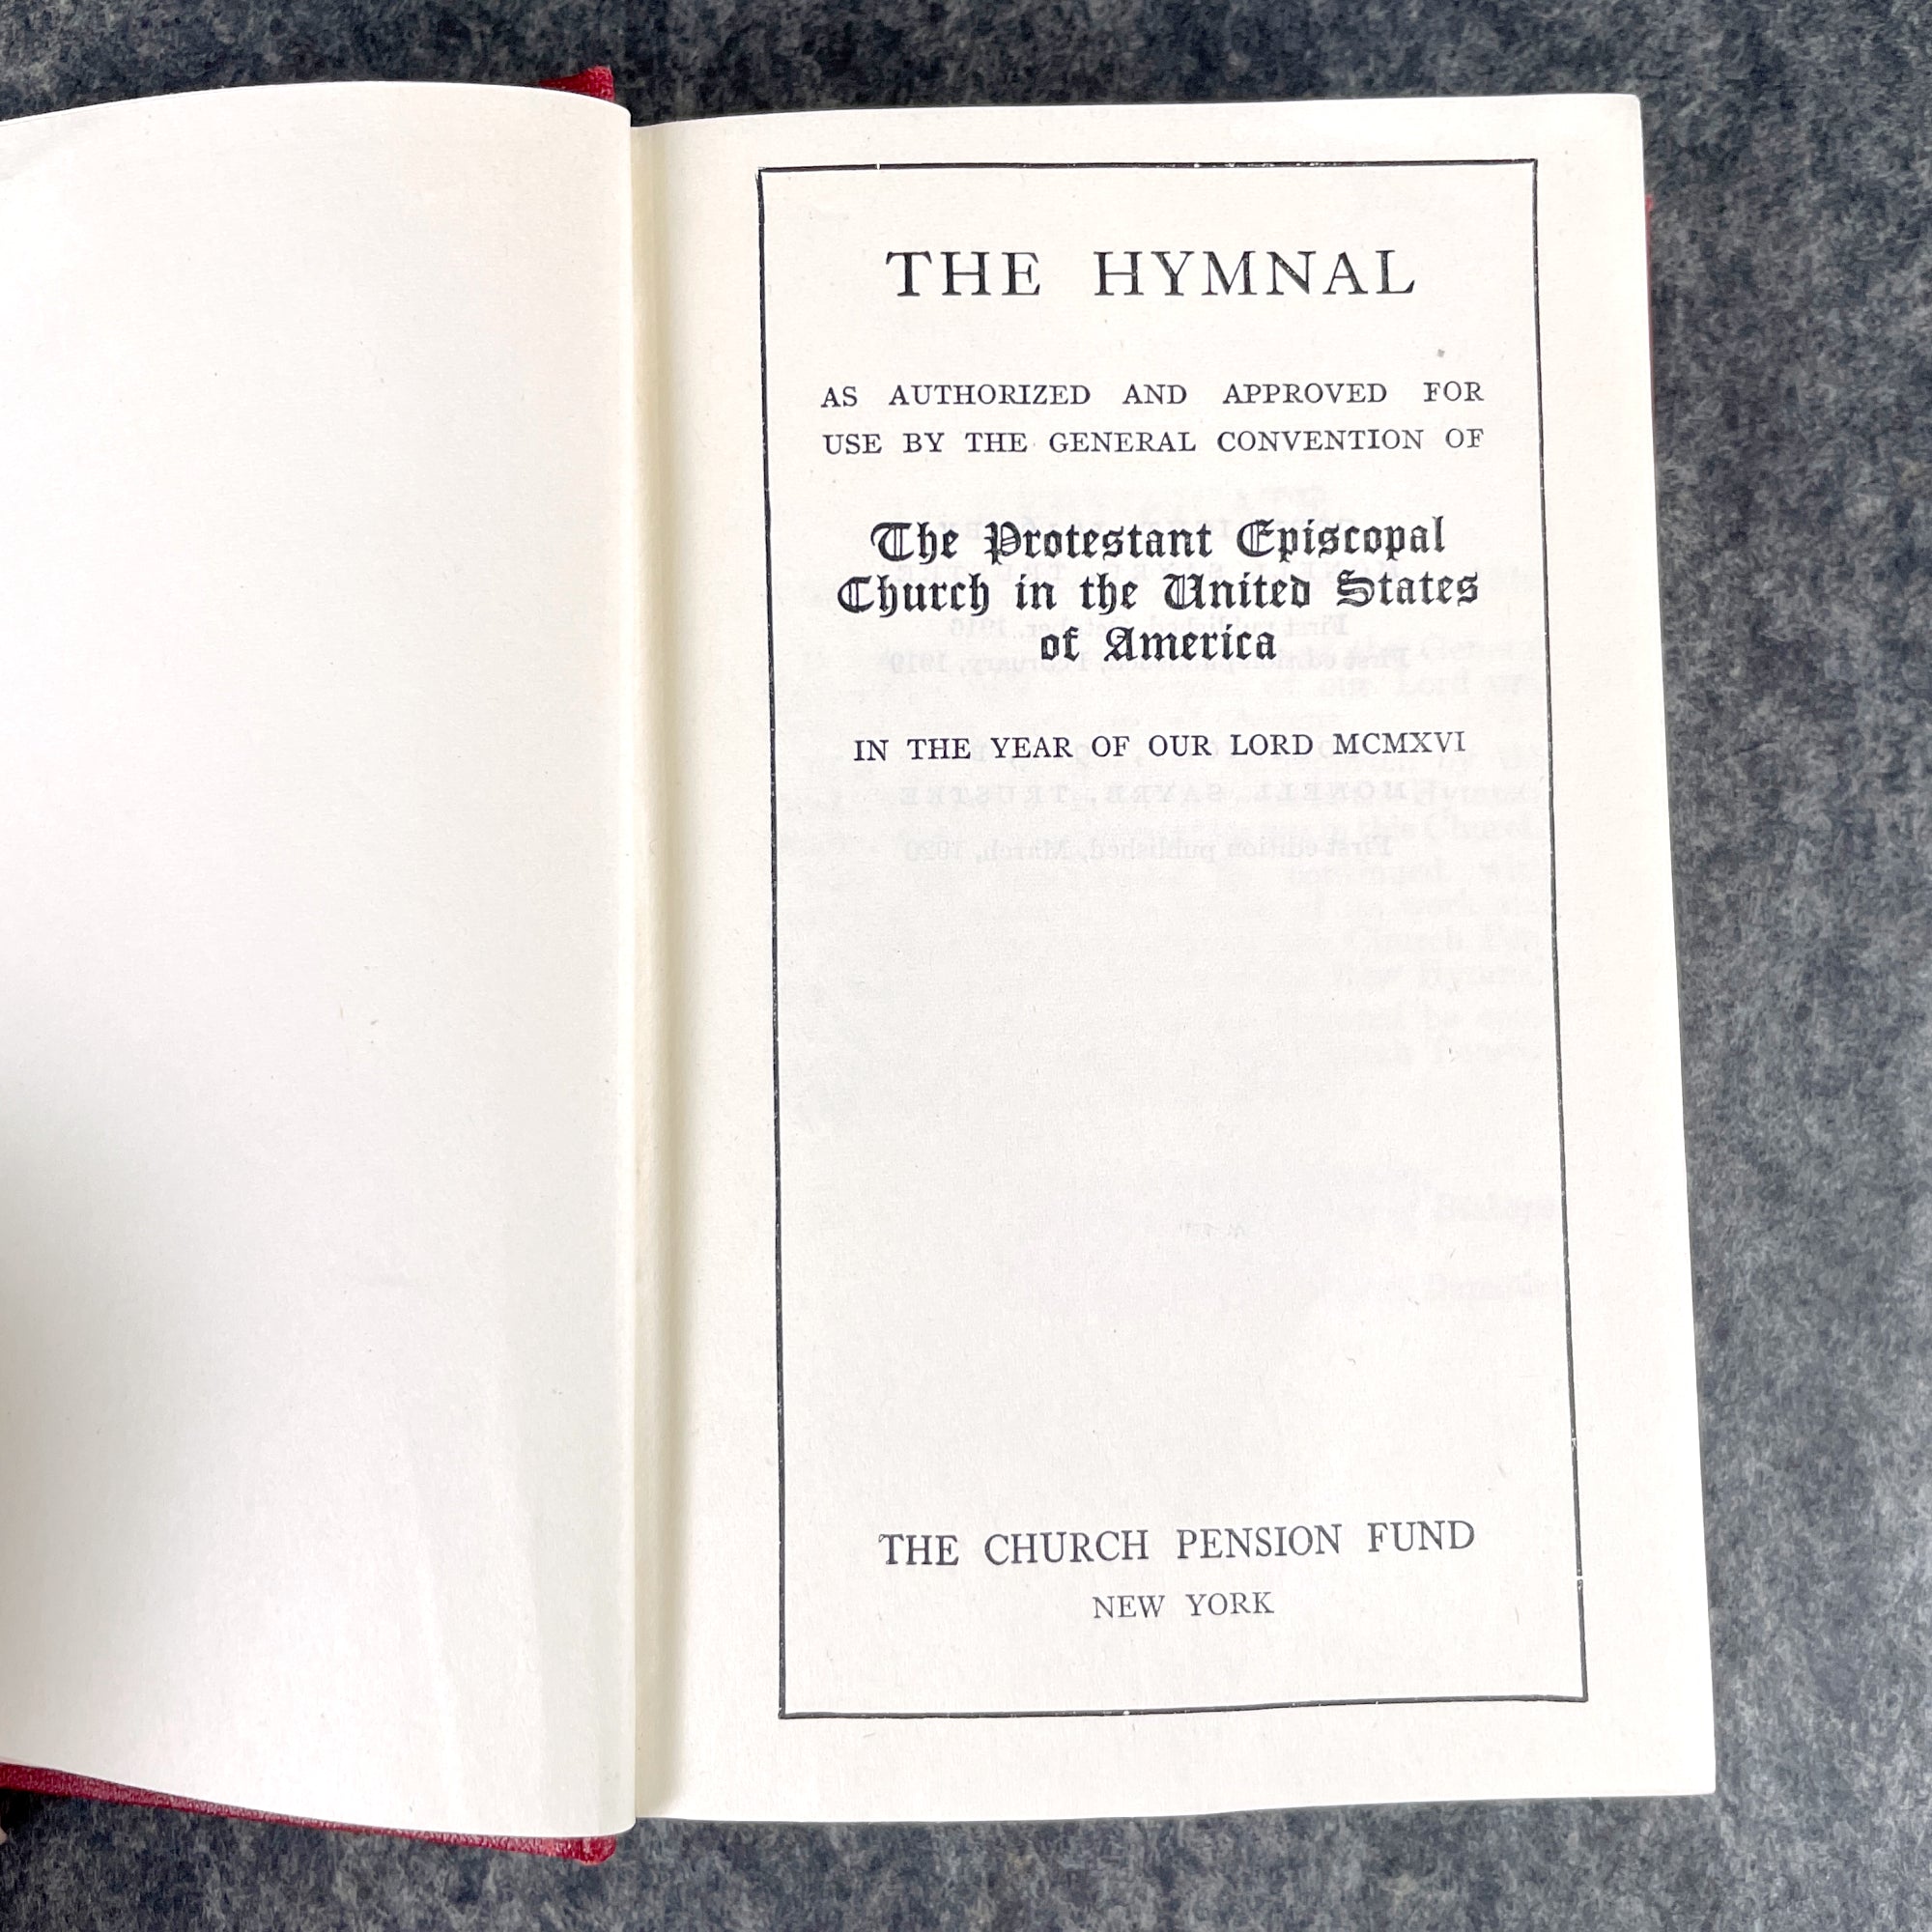 THE HYMNAL
AS AUTHORIZED AND APPROVED FOR
USE BY THE GENERAL CONVENTION OF
The Protestant Episcopal
Church in the United States
of America
IN THE YEAR OF OUR LORD MCMXVI
THE CHURCH PENSION FUND
NEW YORK